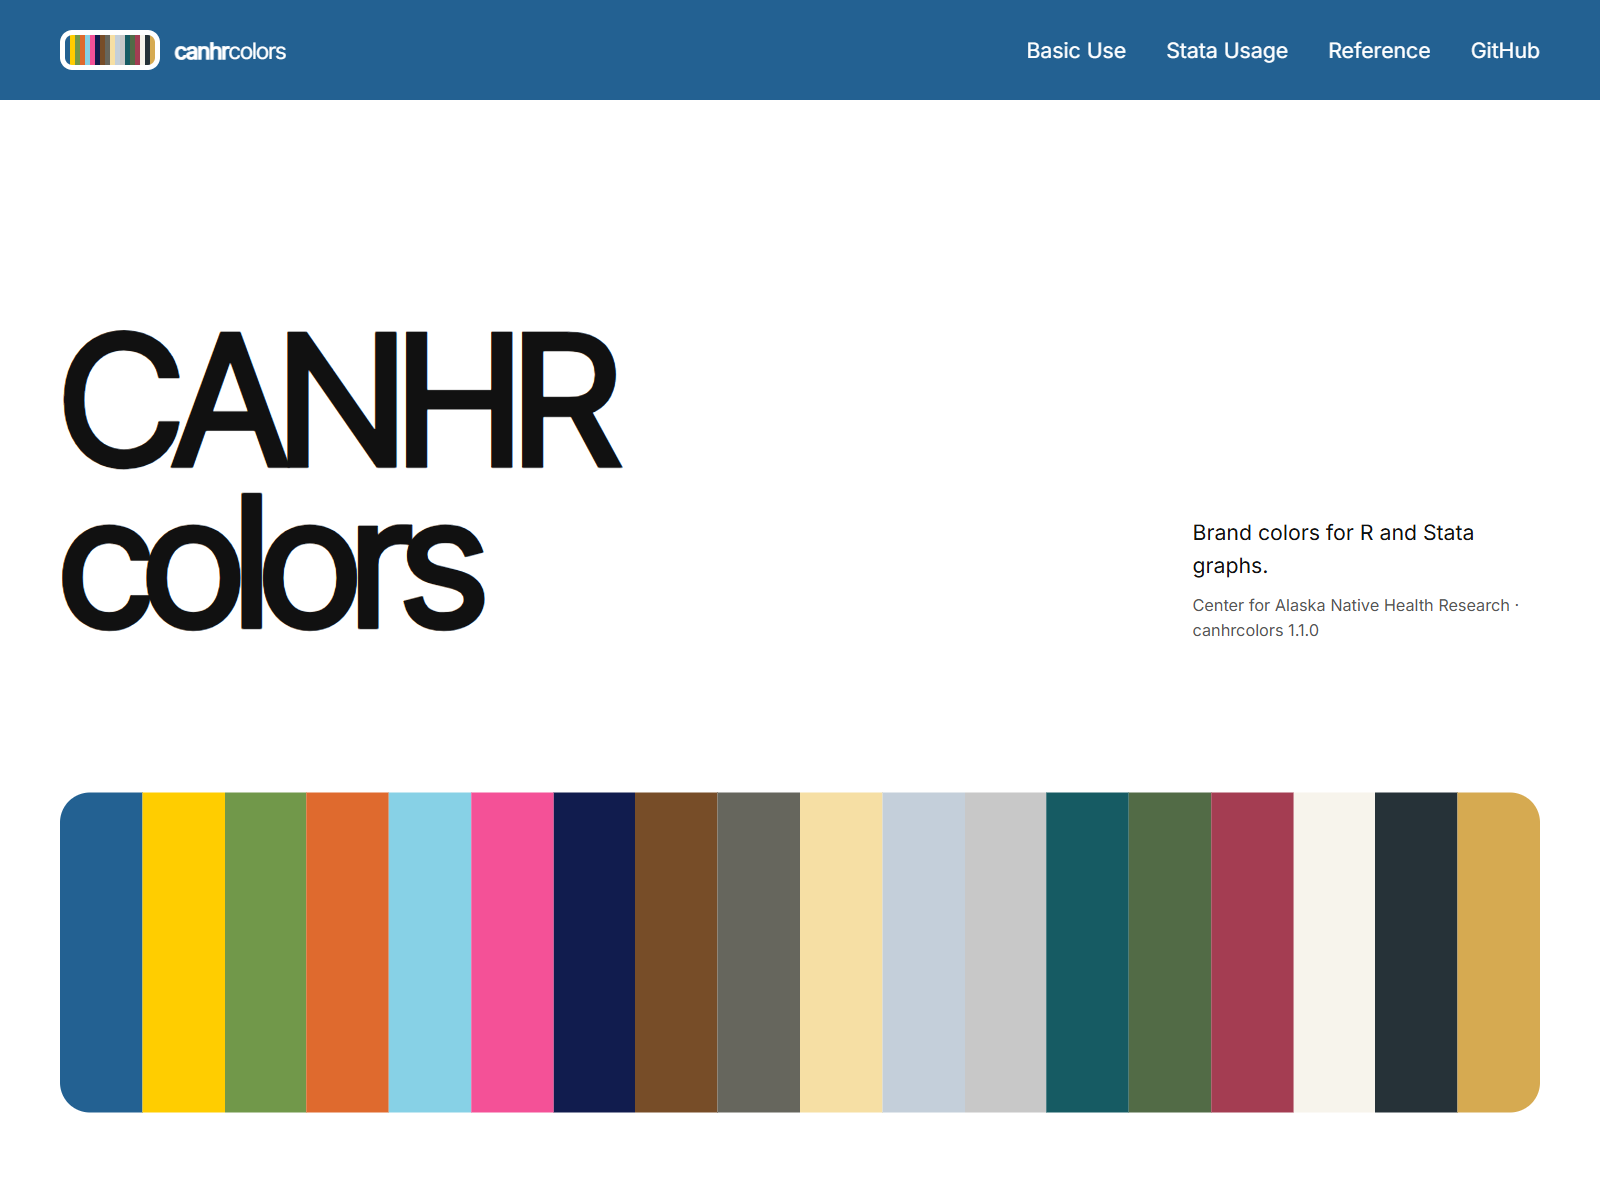 canhrcolors
Basic Use
Stata Usage
Reference
GitHub
CANHR
colors
Brand colors for R and Stata
graphs.
Center for Alaska Native Health Research ·
canhrcolors 1.1.0